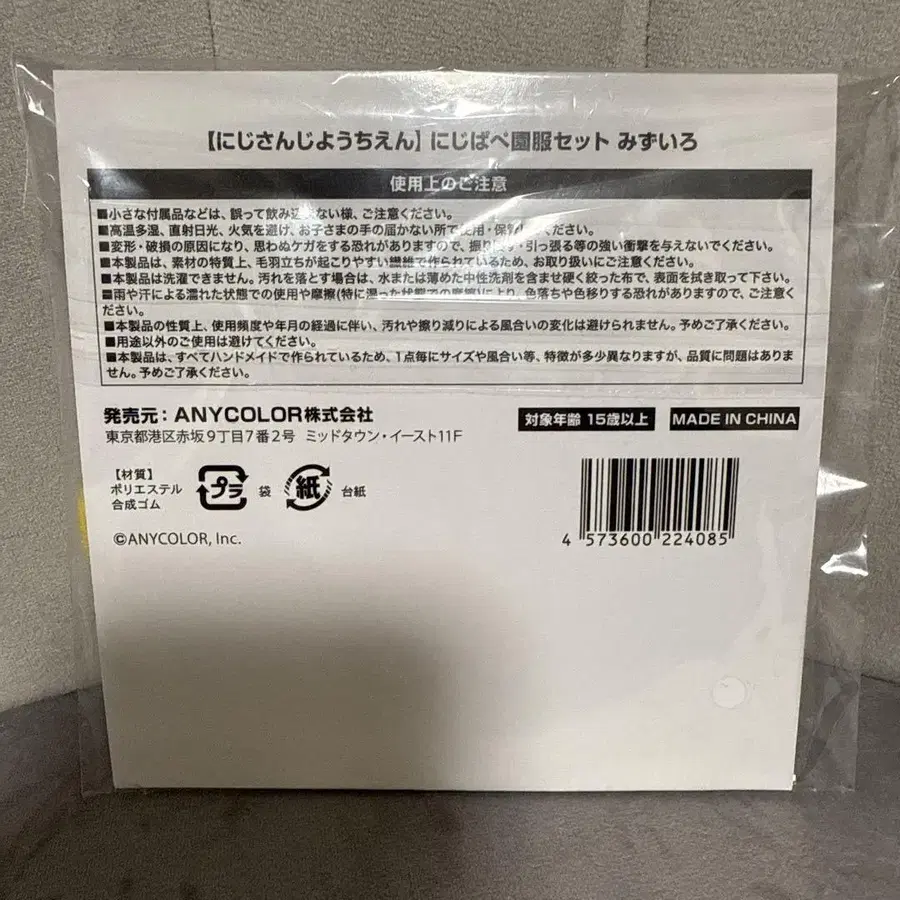 【にじさんじようちえん】にじぱぺ園服セット みずいろ
使用上のご注意
■小さな付属品などは、誤って飲み込まない様、ご注意ください。
■高温多湿、直射日光、火気を避け、お子さまの手の届かない所で使用・保管ください。
■変形・破損の原因になり、思わぬケガをする恐れがありますので、振り回す・引っ張る等の強い衝撃を与えないでください。
■本製品は、素材の特質上、毛羽立ちが起こりやすい繊維で作られているため、お取り扱いにご注意ください。
■本製品は洗濯できません。汚れを落とす場合は、水または薄めた中性洗剤を含ませ硬く絞った布で、表面を拭き取って下さい。
■雨や汗による濡れた状態での使用や摩擦(特に湿った状態での摩擦)により、色落ちや色移りする恐れがありますので、ご注意く
ださい。
■本製品の性質上、使用頻度や年月の経過に伴い、汚れや擦り減りによる風合いの変化は避けられません。予めご了承ください。
■用途以外のご使用は避けてください。
■本製品は、すべてハンドメイドで作られているため、1点毎にサイズや風合い等、特徴が多少異なりますが、品質に問題はありま
せん。予めご了承ください。
発売元：ANYCOLOR株式会社
東京都港区赤坂9丁目7番2号 ミッドタウン・イースト11F
対象年齢 15歳以上
MADE IN CHINA
【材質】
ポリエステル
合成ゴム
プラ 袋
紙 台紙
©ANYCOLOR, Inc.
4 573600 224085